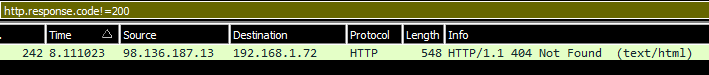 http.response.code!=200
Time Source Destination Protocol Length Info
242 8.111023 98.136.187.13 192.168.1.72 HTTP 548 HTTP/1.1 404 Not Found (text/html)